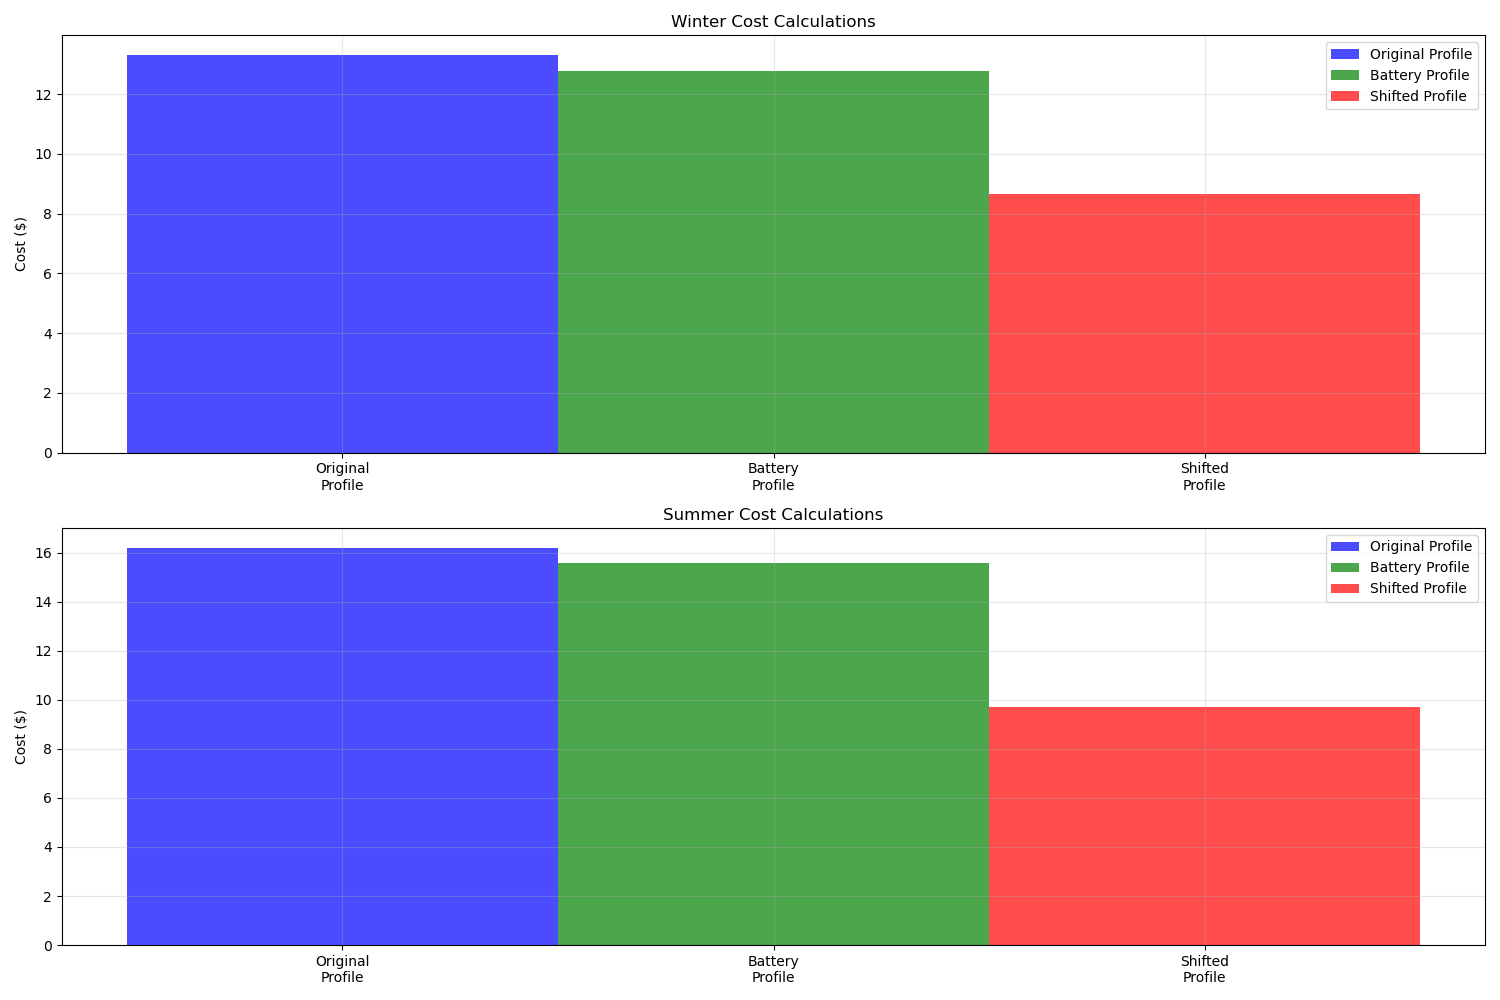 Winter Cost Calculations
Original Profile
Battery Profile
Shifted Profile
Cost ($)
12
10
8
6
4
2
0
Original
Profile
Battery
Profile
Shifted
Profile
Summer Cost Calculations
Original Profile
Battery Profile
Shifted Profile
Cost ($)
16
14
12
10
8
6
4
2
0
Original
Profile
Battery
Profile
Shifted
Profile